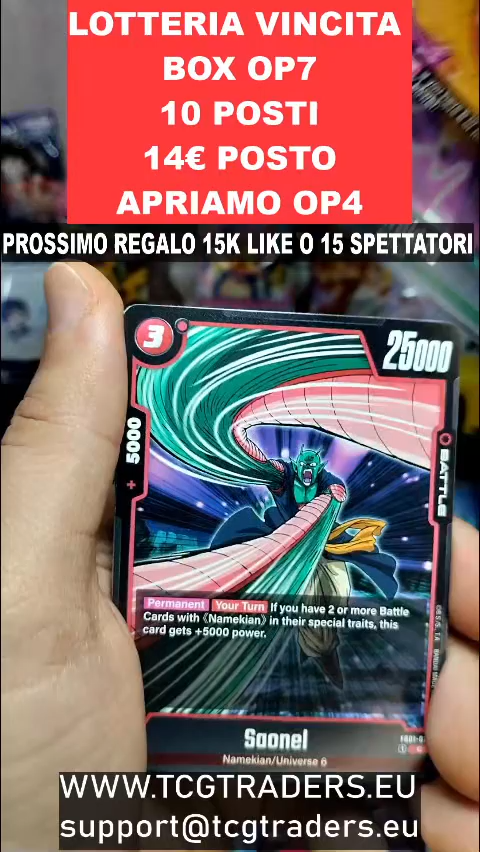 LOTTERIA VINCITA
BOX OP7
10 POSTI
14€ POSTO
APRIAMO OP4
PROSSIMO REGALO 15K LIKE O 15 SPETTATORI
3
25000
+ 5000
BATTLE
Permanent Your Turn If you have 2 or more Battle
Cards with 《Namekian》 in their special traits, this
card gets +5000 power.
Saonel
Namekian/Universe 6
WWW.TCGTRADERS.EU
support@tcgtraders.eu